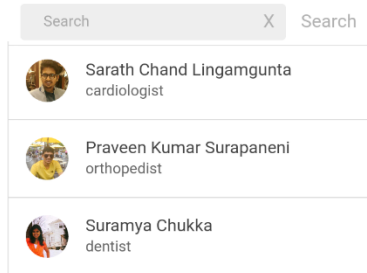 Search X Search
Sarath Chand Lingamgunta
cardiologist
Praveen Kumar Surapaneni
orthopedist
Suramya Chukka
dentist